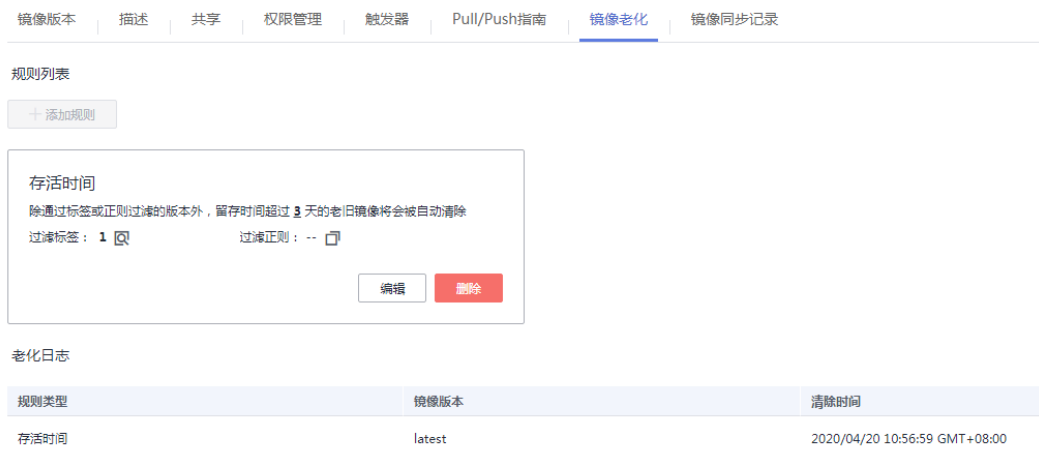 镜像版本 描述 共享 权限管理 触发器 Pull/Push指南 镜像老化 镜像同步记录
规则列表
添加规则
存活时间
除通过标签或正则过滤的版本外，留存时间超过 3 天的老旧镜像将会被自动清除
过滤标签： 1 过滤正则： --
编辑 删除
老化日志
规则类型 镜像版本 清除时间
存活时间 latest 2020/04/20 10:56:59 GMT+08:00